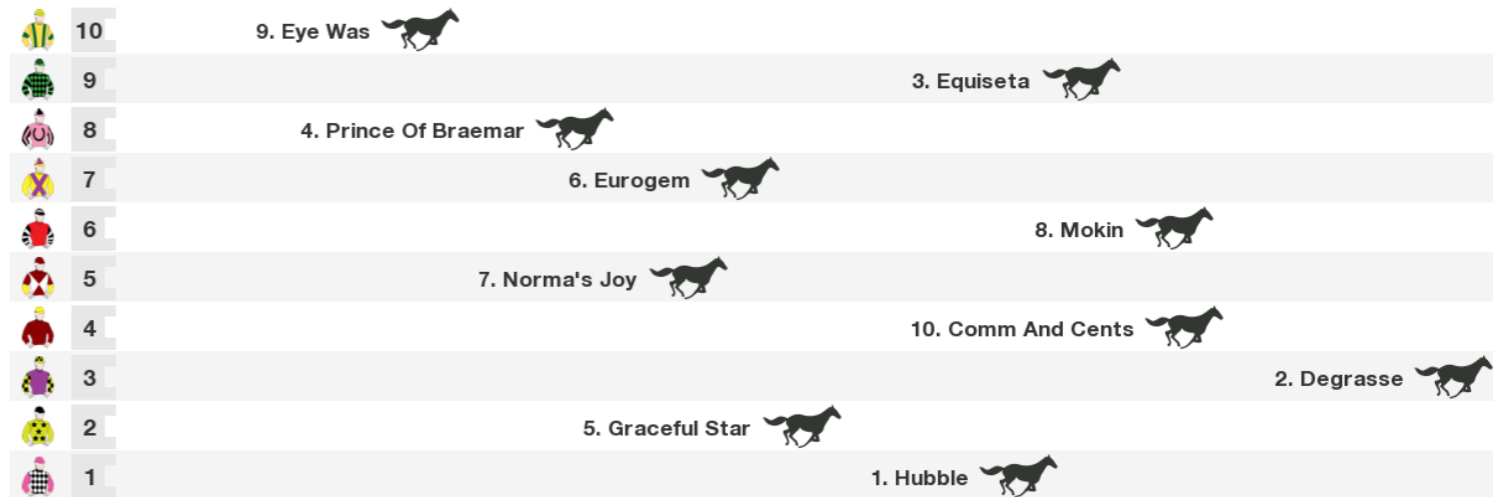 10 9. Eye Was
9 3. Equiseta
8 4. Prince Of Braemar
7 6. Eurogem
6 8. Mokin
5 7. Norma's Joy
4 10. Comm And Cents
3 2. Degrasse
2 5. Graceful Star
1 1. Hubble